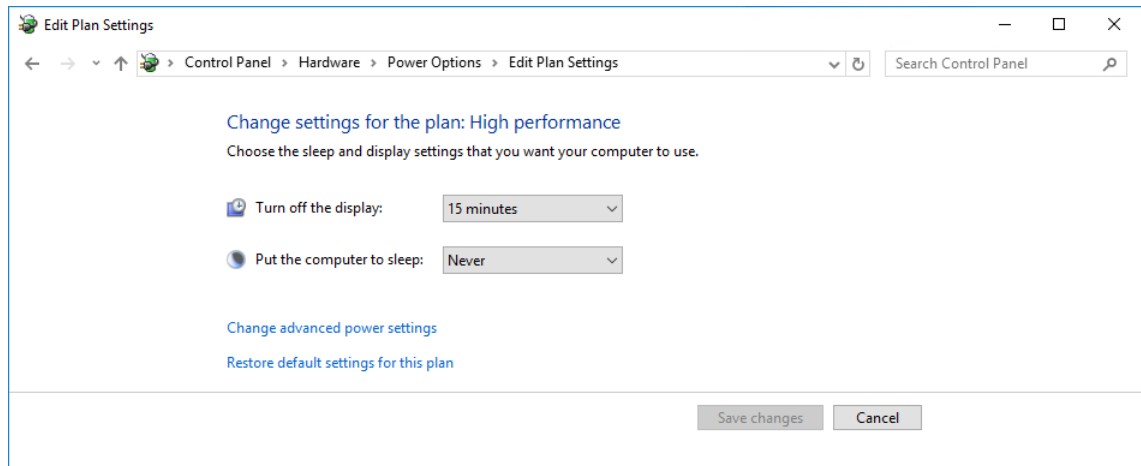 Edit Plan Settings
Control Panel > Hardware > Power Options > Edit Plan Settings
Search Control Panel
Change settings for the plan: High performance
Choose the sleep and display settings that you want your computer to use.
Turn off the display: 15 minutes
Put the computer to sleep: Never
Change advanced power settings
Restore default settings for this plan
Save changes Cancel